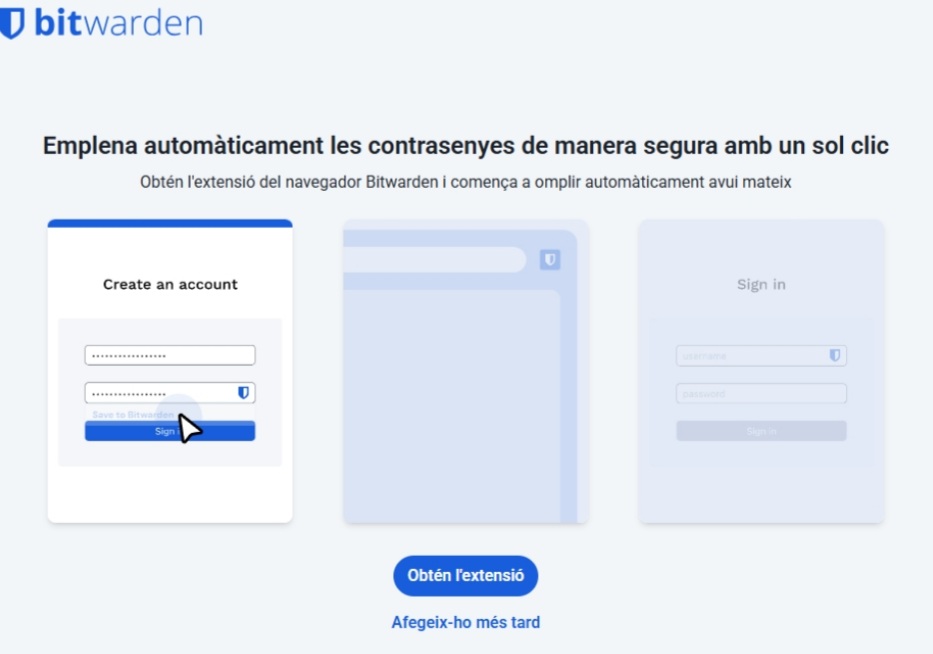 bitwarden
Emplena automàticament les contrasenyes de manera segura amb un sol clic
Obtén l'extensió del navegador Bitwarden i comença a omplir automàticament avui mateix
Create an account
Save to Bitwarden
Sign i
Sign in
username
password
Sign in
Obtén l'extensió
Afegeix-ho més tard